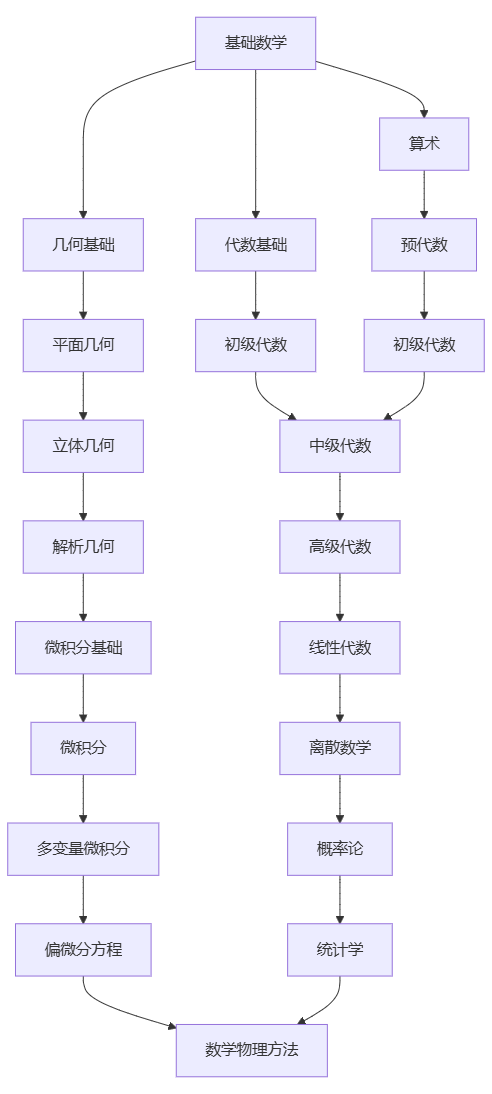 基础数学
算术
几何基础
代数基础
预代数
平面几何
初级代数
初级代数
立体几何
中级代数
解析几何
高级代数
微积分基础
线性代数
微积分
离散数学
多变量微积分
概率论
偏微分方程
统计学
数学物理方法